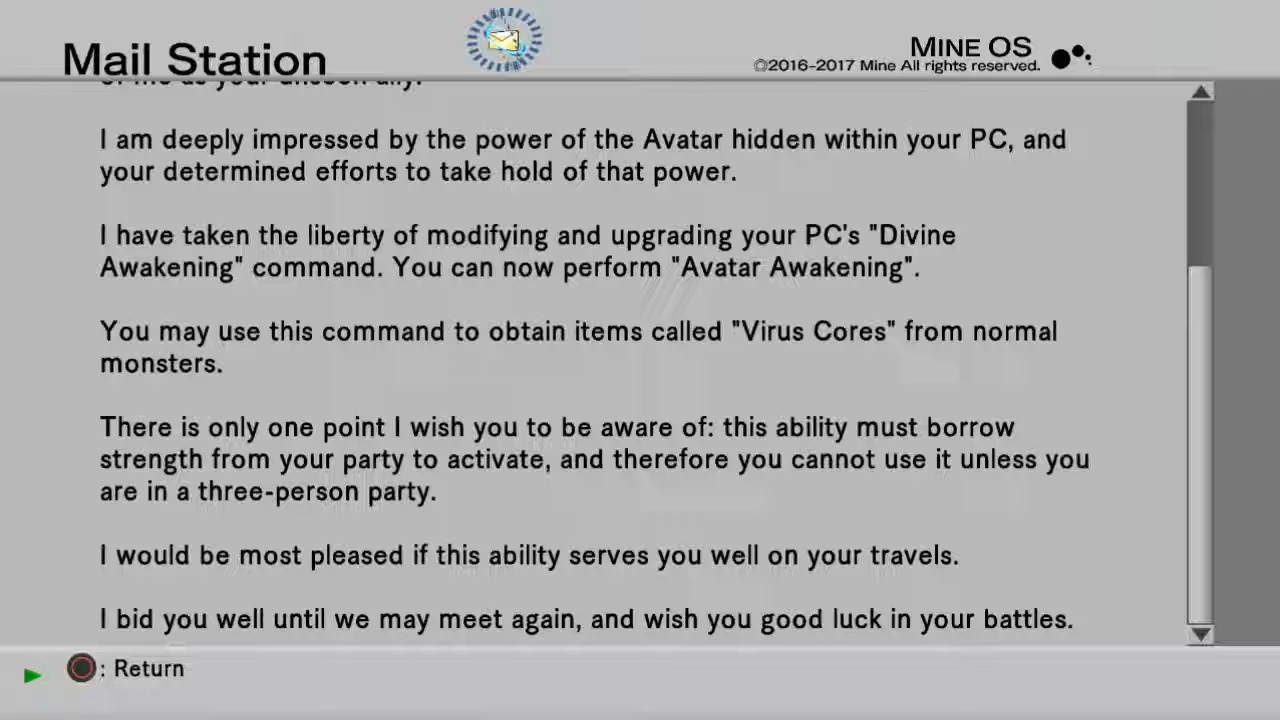 Mail Station
MINE OS
©2016-2017 Mine All rights reserved.
I am deeply impressed by the power of the Avatar hidden within your PC, and
your determined efforts to take hold of that power.
I have taken the liberty of modifying and upgrading your PC's "Divine
Awakening" command. You can now perform "Avatar Awakening".
You may use this command to obtain items called "Virus Cores" from normal
monsters.
There is only one point I wish you to be aware of: this ability must borrow
strength from your party to activate, and therefore you cannot use it unless you
are in a three-person party.
I would be most pleased if this ability serves you well on your travels.
I bid you well until we may meet again, and wish you good luck in your battles.
: Return